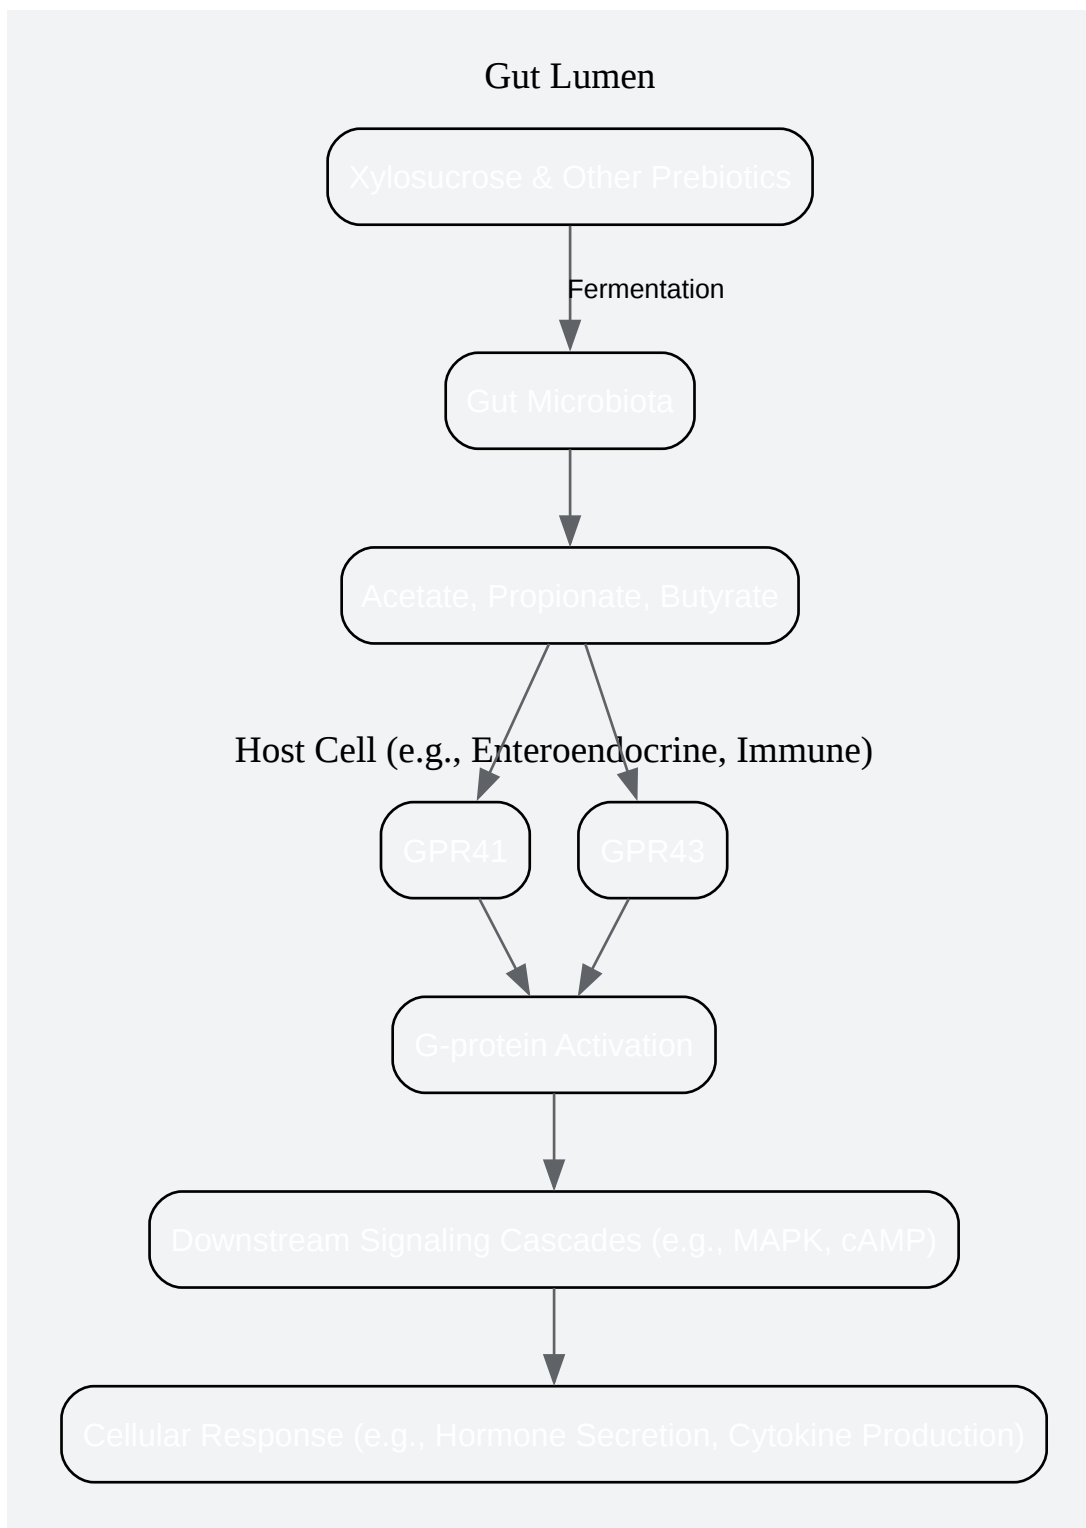 Gut Lumen
Xylosucrose & Other Prebiotics
Fermentation
Gut Microbiota
Acetate, Propionate, Butyrate
Host Cell (e.g., Enteroendocrine, Immune)
GPR41
GPR43
G-protein Activation
Downstream Signaling Cascades (e.g., MAPK, cAMP)
Cellular Response (e.g., Hormone Secretion, Cytokine Production)